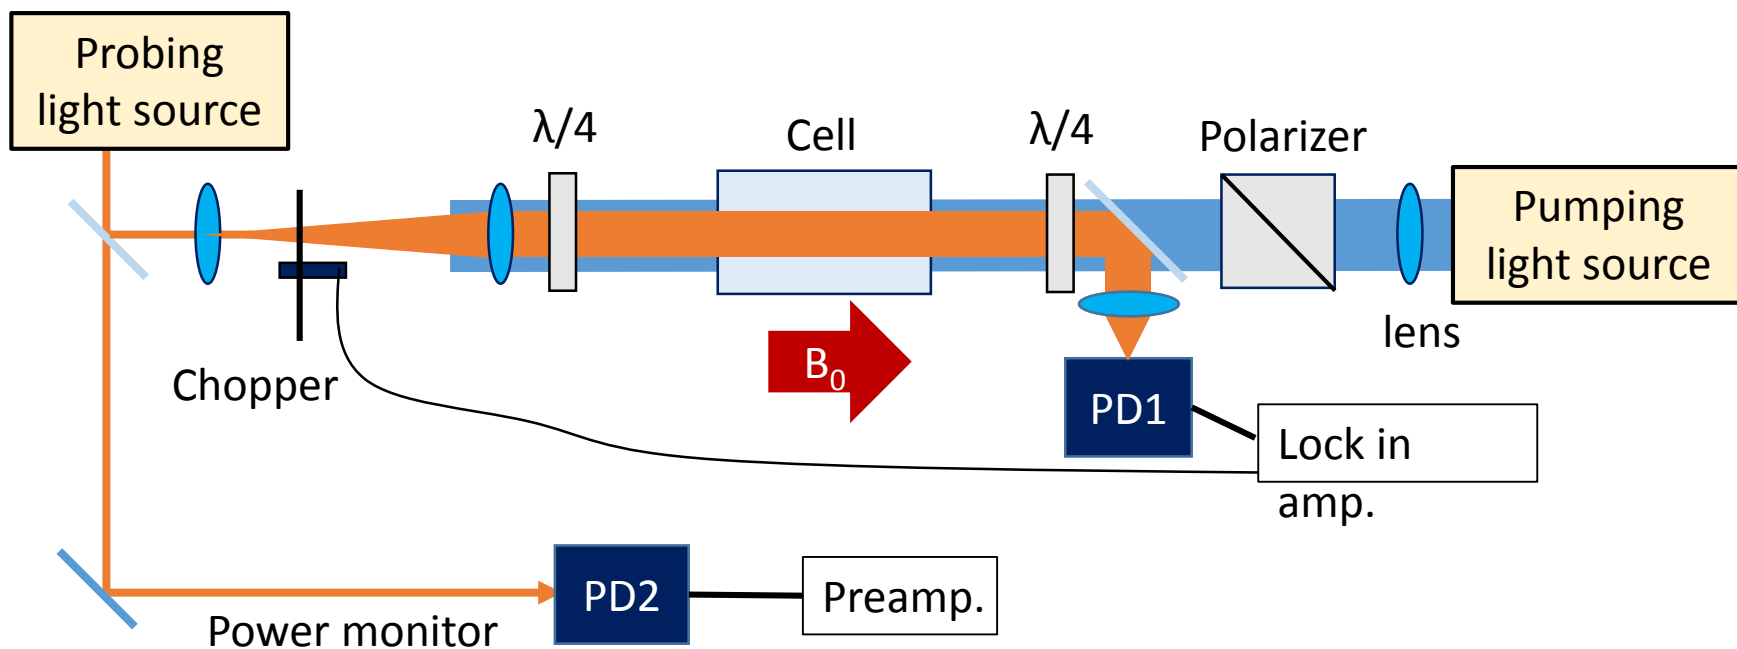 Probing
light source
λ/4
Cell
λ/4
Polarizer
Pumping
light source
lens
Chopper
B₀
PD1
Lock in
amp.
PD2
Preamp.
Power monitor